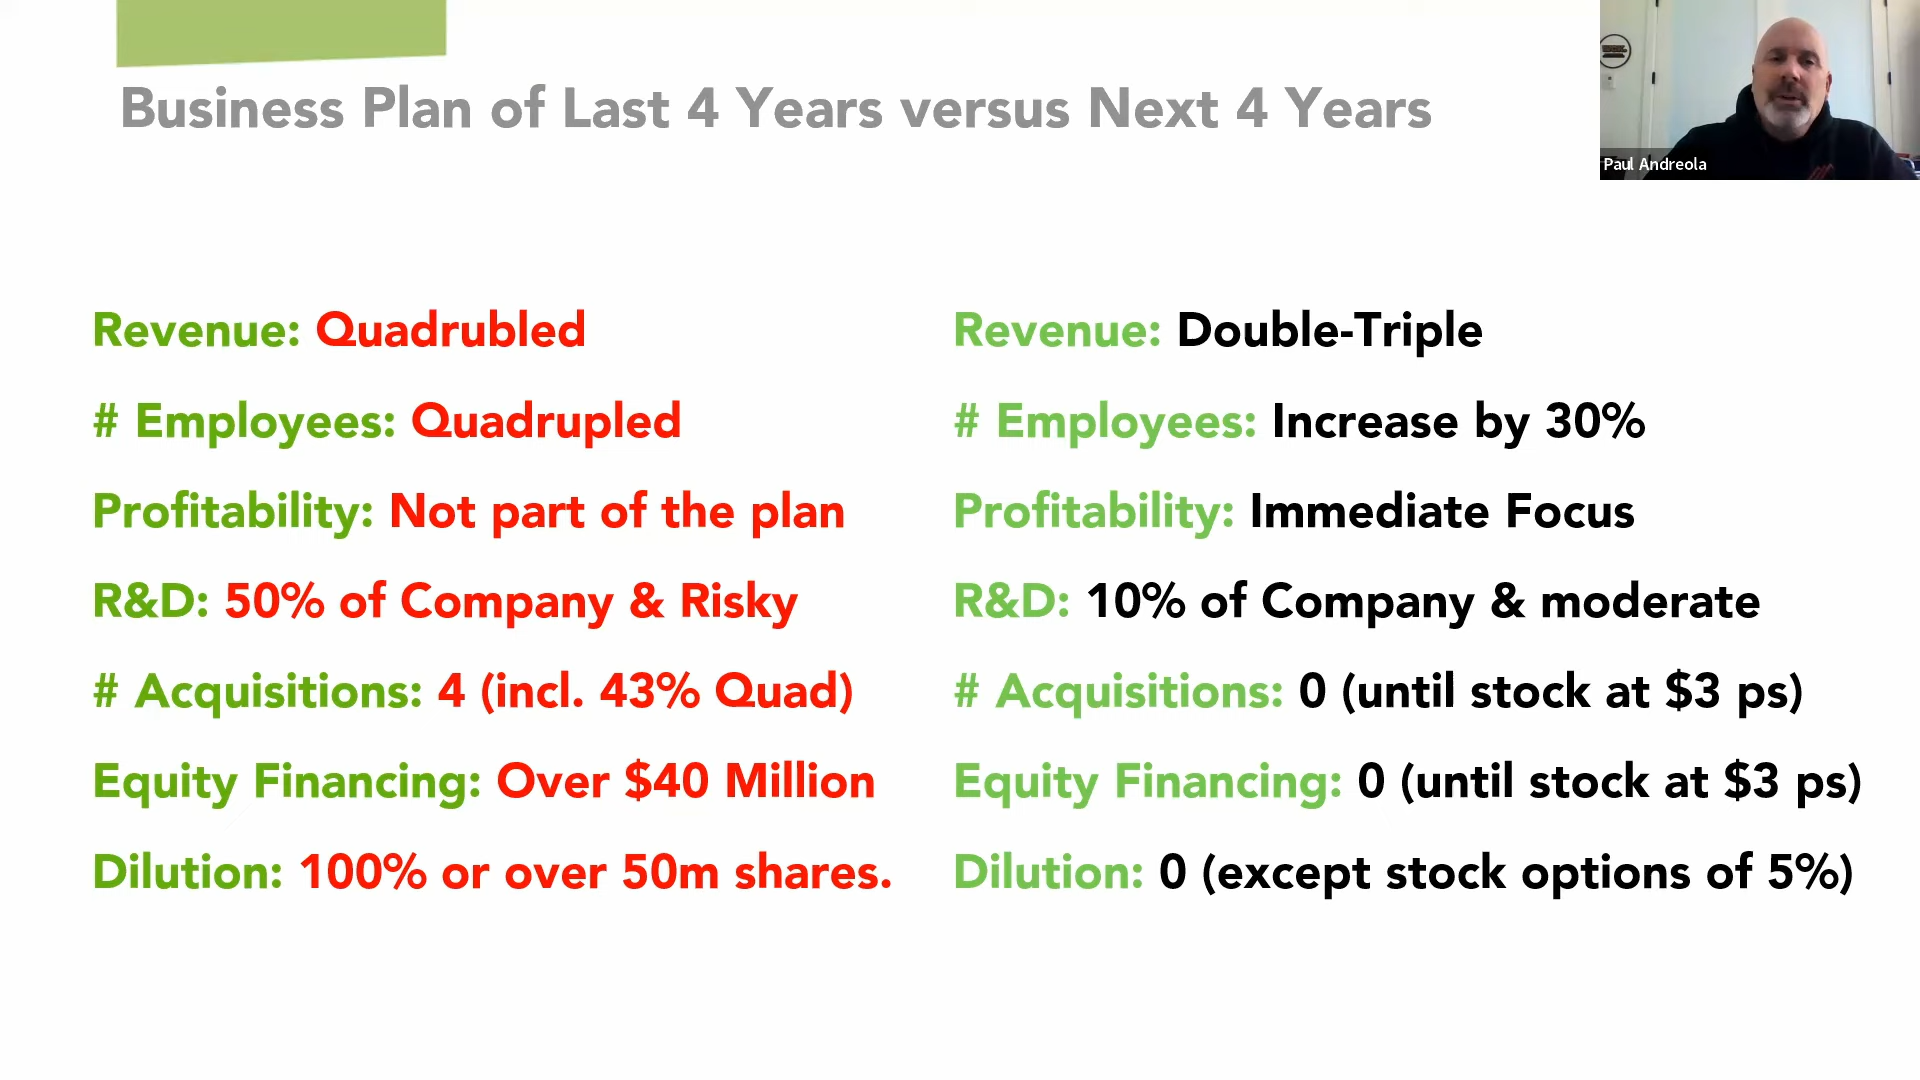 Business Plan of Last 4 Years versus Next 4 Years
Paul Andreola
Revenue: Quadrubled
# Employees: Quadrupled
Profitability: Not part of the plan
R&D: 50% of Company & Risky
# Acquisitions: 4 (incl. 43% Quad)
Equity Financing: Over $40 Million
Dilution: 100% or over 50m shares.
Revenue: Double-Triple
# Employees: Increase by 30%
Profitability: Immediate Focus
R&D: 10% of Company & moderate
# Acquisitions: 0 (until stock at $3 ps)
Equity Financing: 0 (until stock at $3 ps)
Dilution: 0 (except stock options of 5%)